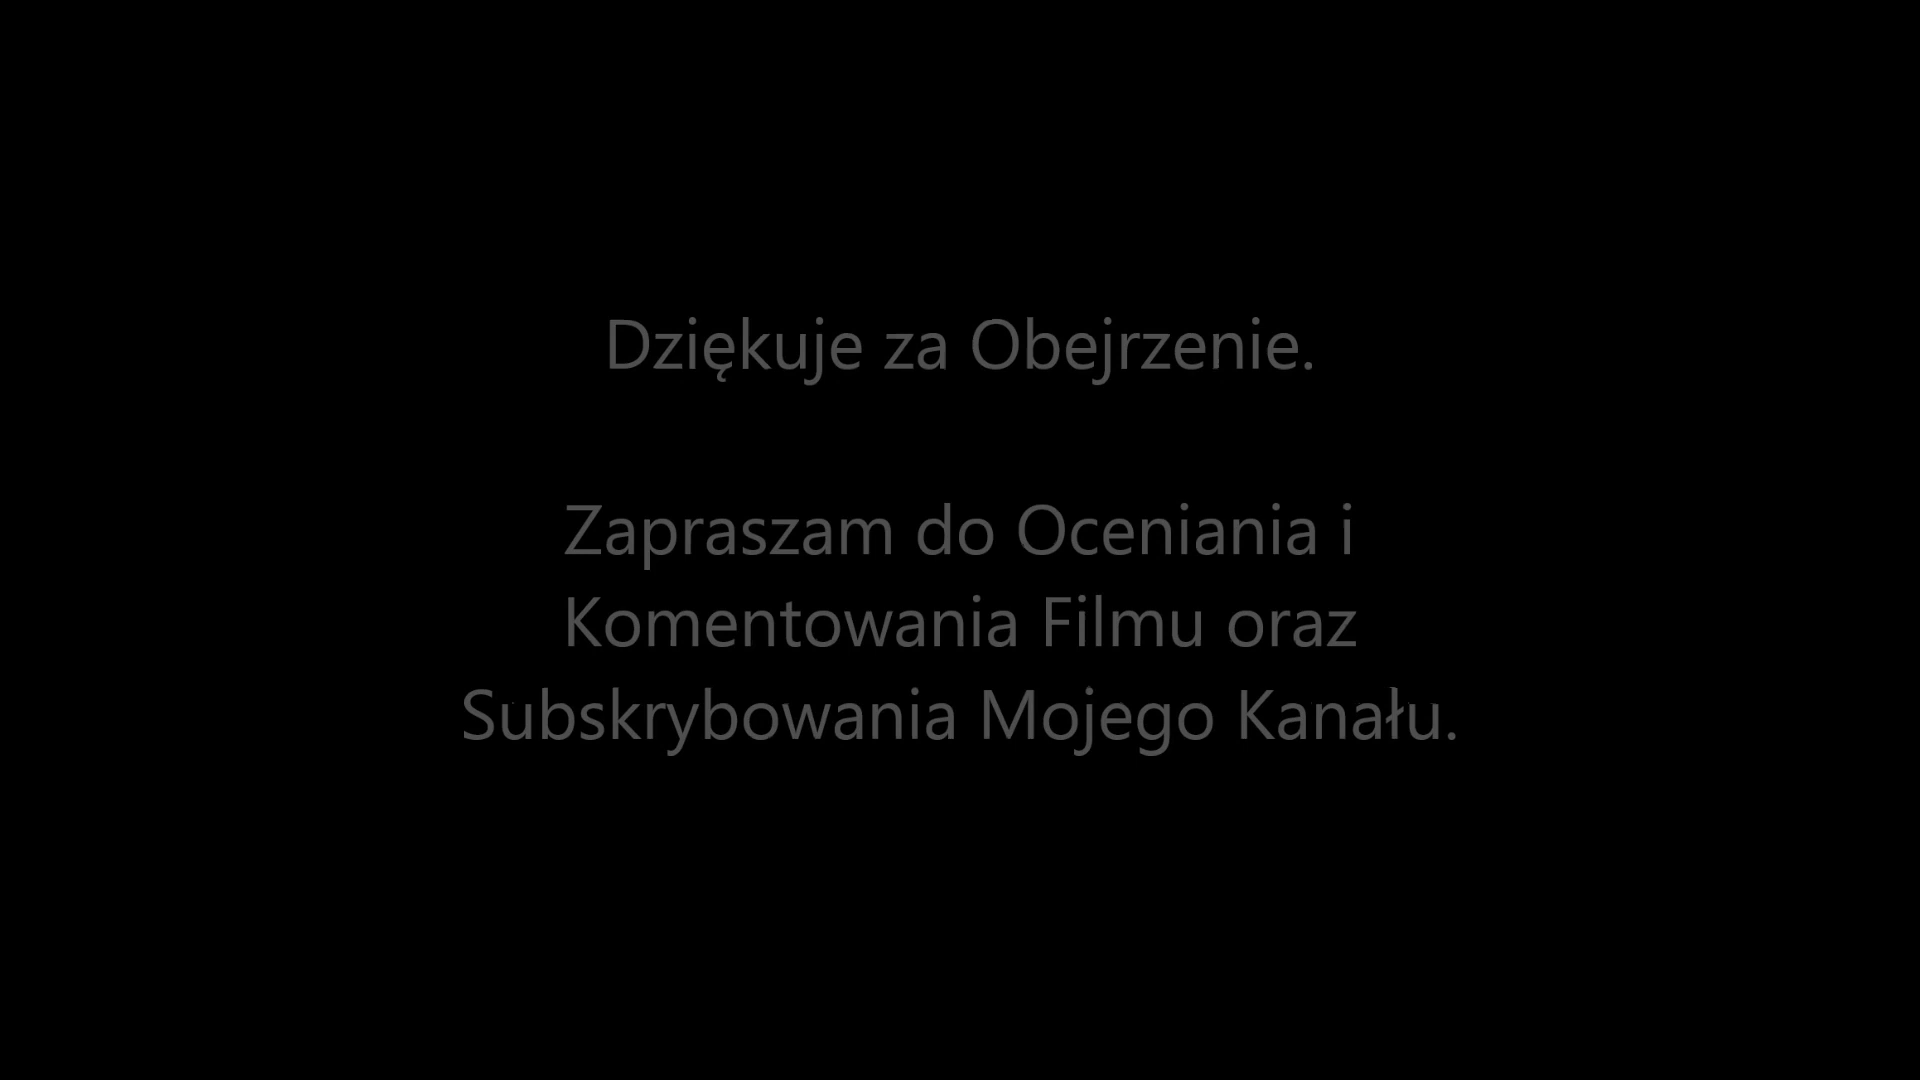 Dziękuje za Obejrzenie.
Zapraszam do Oceniania i
Komentowania Filmu oraz
Subskrybowania Mojego Kanału.